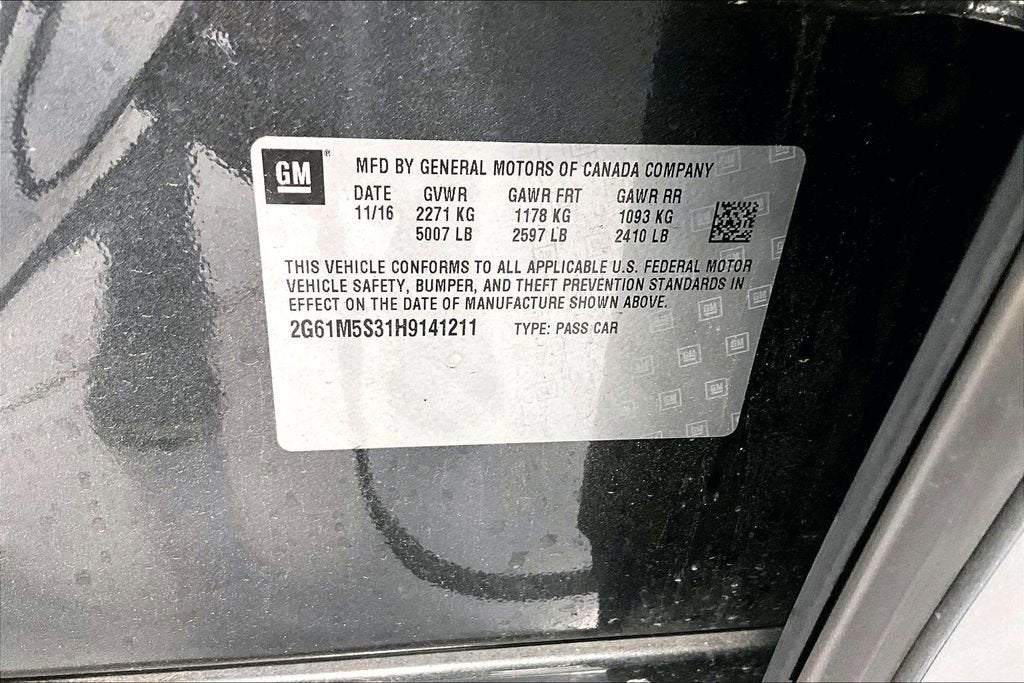 GM ® MFD BY GENERAL MOTORS OF CANADA COMPANY
DATE GVWR GAWR FRT GAWR RR
11/16 2271 KG 1178 KG 1093 KG
5007 LB 2597 LB 2410 LB
THIS VEHICLE CONFORMS TO ALL APPLICABLE U.S. FEDERAL MOTOR
VEHICLE SAFETY, BUMPER, AND THEFT PREVENTION STANDARDS IN
EFFECT ON THE DATE OF MANUFACTURE SHOWN ABOVE.
2G61M5S31H9141211 TYPE: PASS CAR